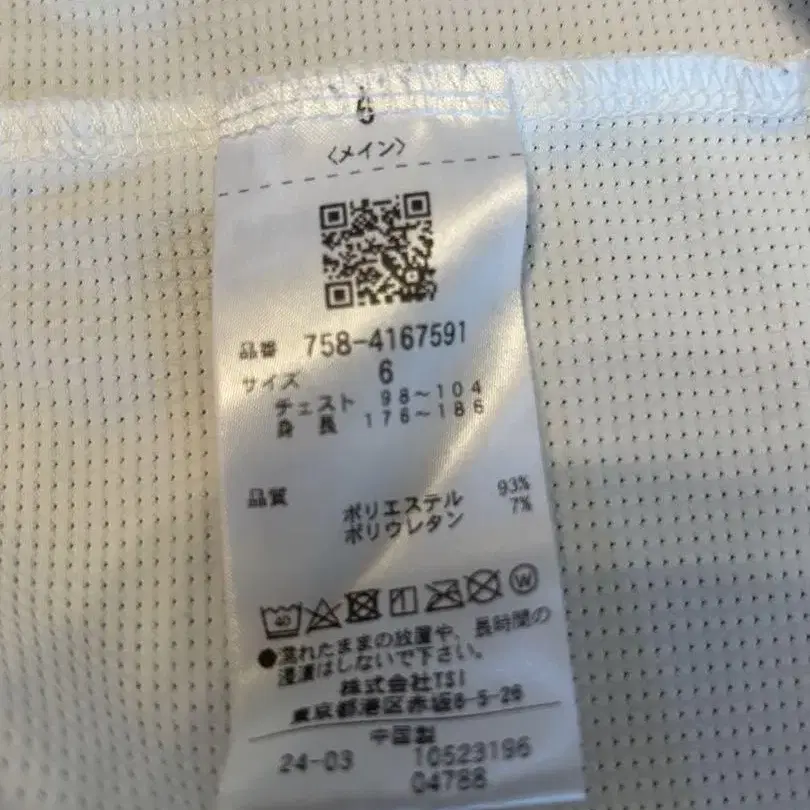 6
〈メイン〉
品番 758-4167591
サイズ 6
チェスト 98～104
身長 176～186
品質 ポリエステル 93%
ポリウレタン 7%
40 W
●濡れたままの放置や、長時間の
浸漬はしないで下さい。
株式会社TSI
東京都港区赤坂8-5-26
中国製
24-03 10523196
04788